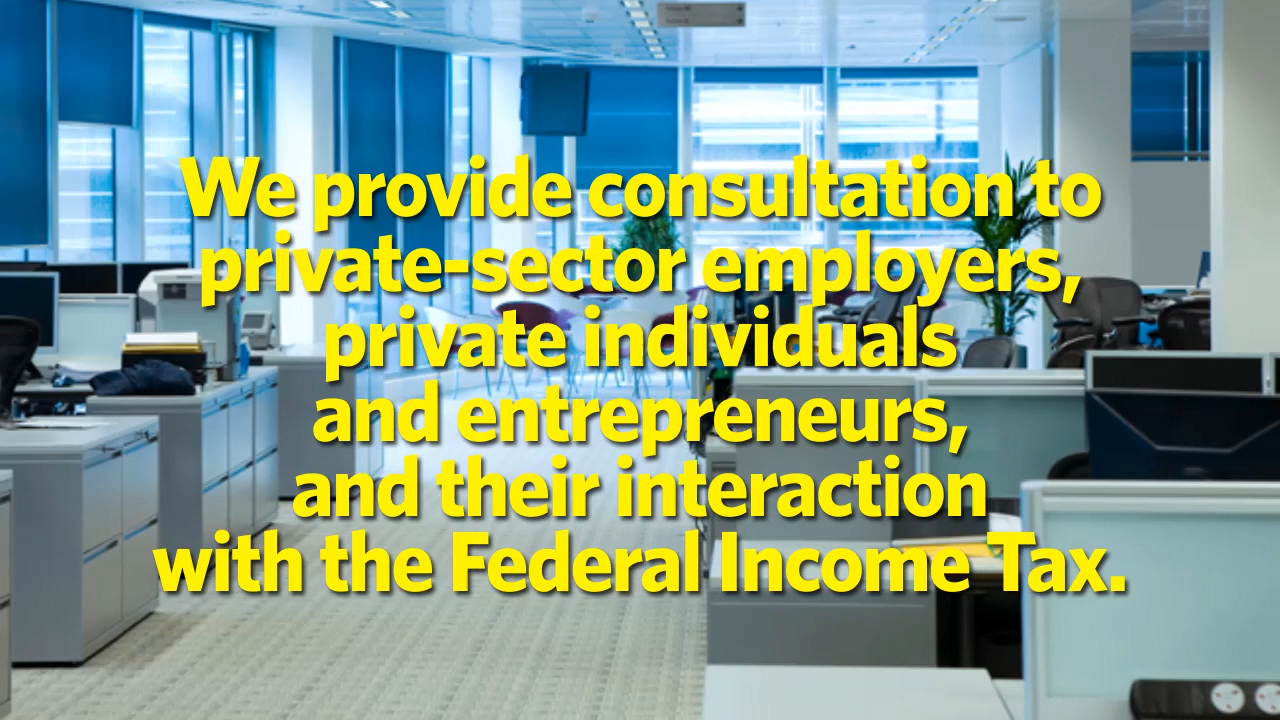 We provide consultation to
private-sector employers,
private individuals
and entrepreneurs,
and their interaction
with the Federal Income Tax.